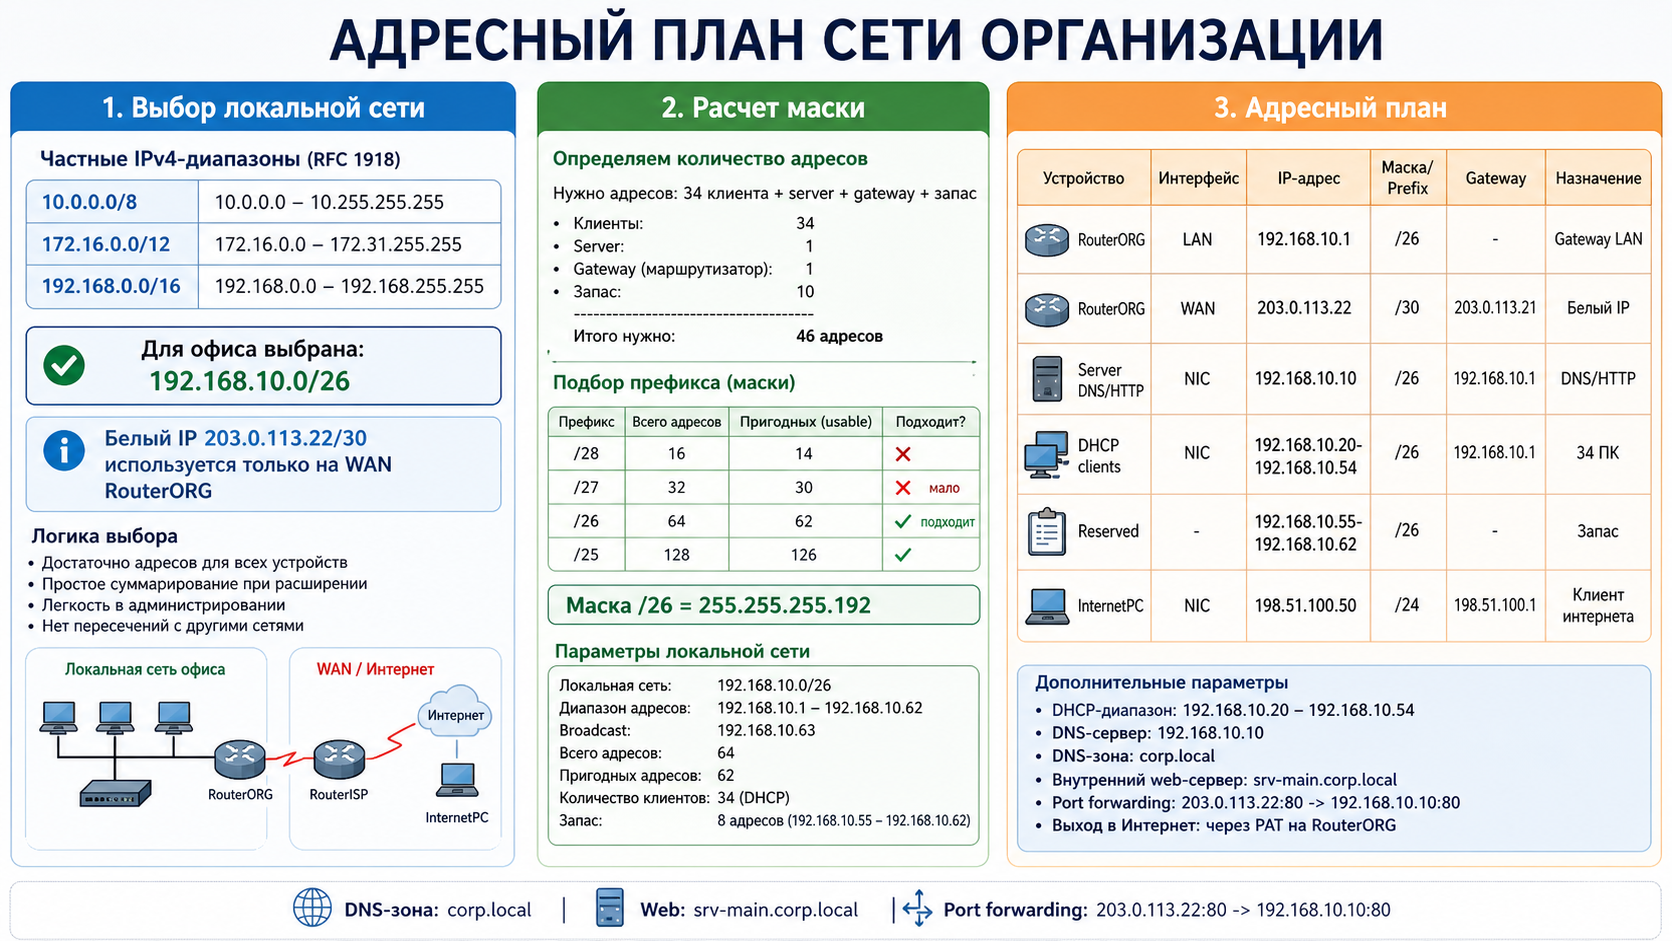 АДРЕСНЫЙ ПЛАН СЕТИ ОРГАНИЗАЦИИ
1. Выбор локальной сети
Частные IPv4-диапазоны (RFC 1918)
10.0.0.0/8 10.0.0.0 – 10.255.255.255
172.16.0.0/12 172.16.0.0 – 172.31.255.255
192.168.0.0/16 192.168.0.0 – 192.168.255.255
Для офиса выбрана:
192.168.10.0/26
Белый IP 203.0.113.22/30
используется только на WAN
RouterORG
Логика выбора
• Достаточно адресов для всех устройств
• Простое суммарирование при расширении
• Легкость в администрировании
• Нет пересечений с другими сетями
Локальная сеть офиса
WAN / Интернет
Интернет
RouterORG
RouterISP
InternetPC
2. Расчет маски
Определяем количество адресов
Нужно адресов: 34 клиента + server + gateway + запас
• Клиенты: 34
• Server: 1
• Gateway (маршрутизатор): 1
• Запас: 10
-------------------------------------
Итого нужно: 46 адресов
Подбор префикса (маски)
Префикс Всего адресов Пригодных (usable) Подходит?
/28 16 14 ✕
/27 32 30 ✕ мало
/26 64 62 ✓ подходит
/25 128 126 ✓
Маска /26 = 255.255.255.192
Параметры локальной сети
Локальная сеть: 192.168.10.0/26
Диапазон адресов: 192.168.10.1 – 192.168.10.62
Broadcast: 192.168.10.63
Всего адресов: 64
Пригодных адресов: 62
Количество клиентов: 34 (DHCP)
Запас: 8 адресов (192.168.10.55 – 192.168.10.62)
3. Адресный план
Устройство Интерфейс IP-адрес Маска/ Prefix Gateway Назначение
RouterORG LAN 192.168.10.1 /26 - Gateway LAN
RouterORG WAN 203.0.113.22 /30 203.0.113.21 Белый IP
Server DNS/HTTP NIC 192.168.10.10 /26 192.168.10.1 DNS/HTTP
DHCP clients NIC 192.168.10.20-192.168.10.54 /26 192.168.10.1 34 ПК
Reserved - 192.168.10.55-192.168.10.62 /26 - Запас
InternetPC NIC 198.51.100.50 /24 198.51.100.1 Клиент интернета
Дополнительные параметры
• DHCP-диапазон: 192.168.10.20 – 192.168.10.54
• DNS-сервер: 192.168.10.10
• DNS-зона: corp.local
• Внутренний web-сервер: srv-main.corp.local
• Port forwarding: 203.0.113.22:80 -> 192.168.10.10:80
• Выход в Интернет: через PAT на RouterORG
DNS-зона: corp.local | Web: srv-main.corp.local | Port forwarding: 203.0.113.22:80 -> 192.168.10.10:80